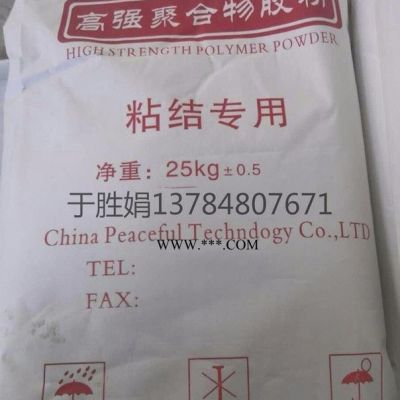 高强聚合物胶粉
HIGH STRENGTH POLYMER POWDER
粘结专用
净重：25kg±0.5
于胜娟13784807671
China Peaceful Techndogy Co.,LTD
WWW.***.COM
TEL:
FAX: